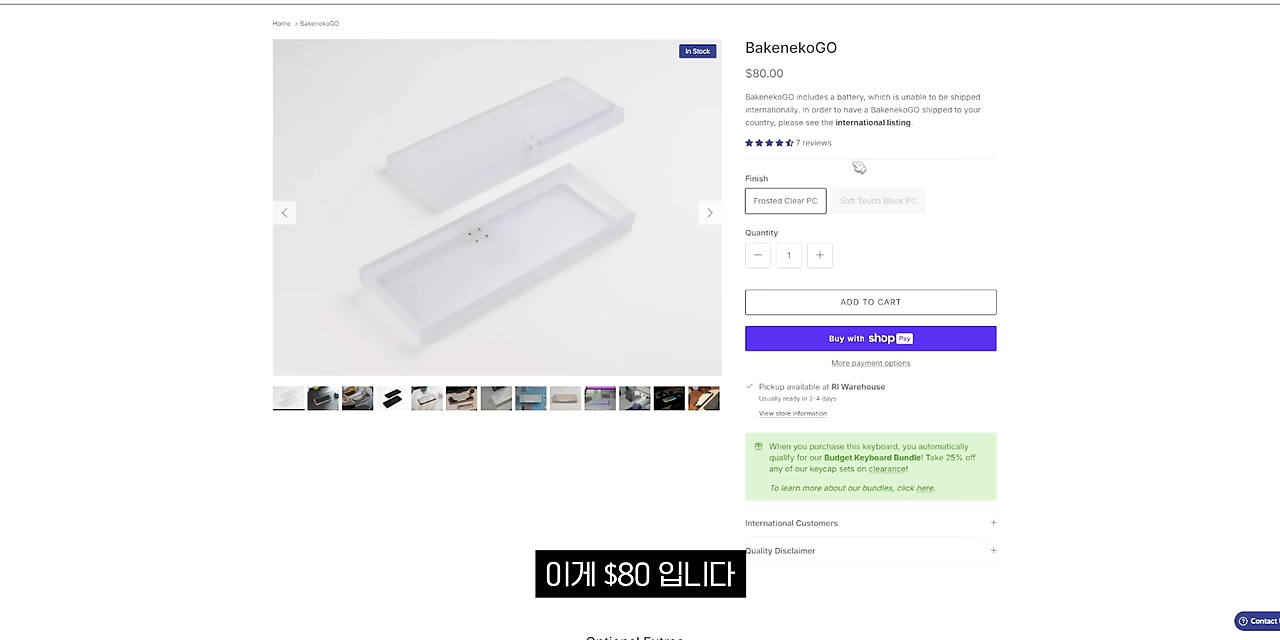 Home > BakenekoGO
In Stock
BakenekoGO
$80.00
BakenekoGO includes a battery, which is unable to be shipped
internationally. In order to have a BakenekoGO shipped to your
country, please see the international listing.
7 reviews
Finish
Frosted Clear PC
Soft Touch Black PC
Quantity
1
ADD TO CART
Buy with shop Pay
More payment options
Pickup available at RI Warehouse
Usually ready in 2-4 days
View store information
When you purchase this keyboard, you automatically
qualify for our Budget Keyboard Bundle! Take 25% off
any of our keycap sets on clearance!
To learn more about our bundles, click here.
International Customers
Quality Disclaimer
이게 $80 입니다
Contact